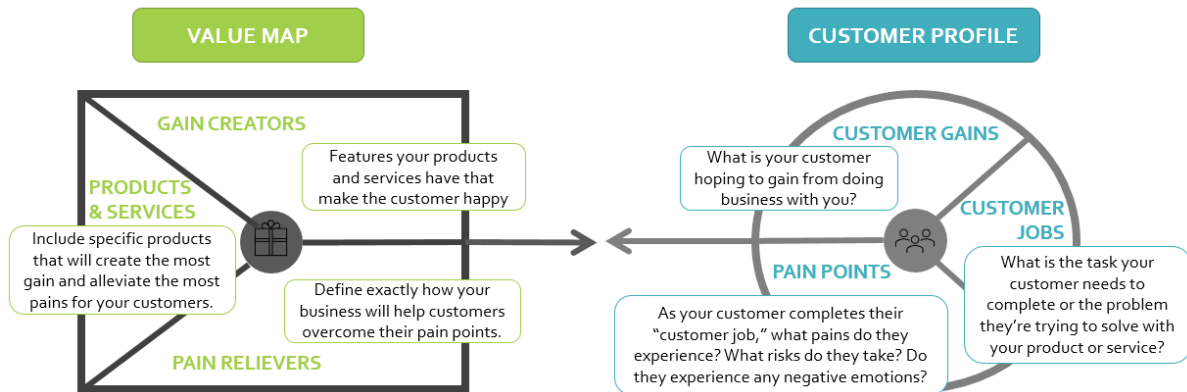 VALUE MAP
GAIN CREATORS
Features your products
and services have that
make the customer happy
PRODUCTS
& SERVICES
Include specific products
that will create the most
gain and alleviate the most
pains for your customers.
Define exactly how your
business will help customers
overcome their pain points.
PAIN RELIEVERS
CUSTOMER PROFILE
CUSTOMER GAINS
What is your customer
hoping to gain from doing
business with you?
CUSTOMER
JOBS
What is the task your
customer needs to
complete or the problem
they’re trying to solve with
your product or service?
PAIN POINTS
As your customer completes their
“customer job,” what pains do they
experience? What risks do they take? Do
they experience any negative emotions?